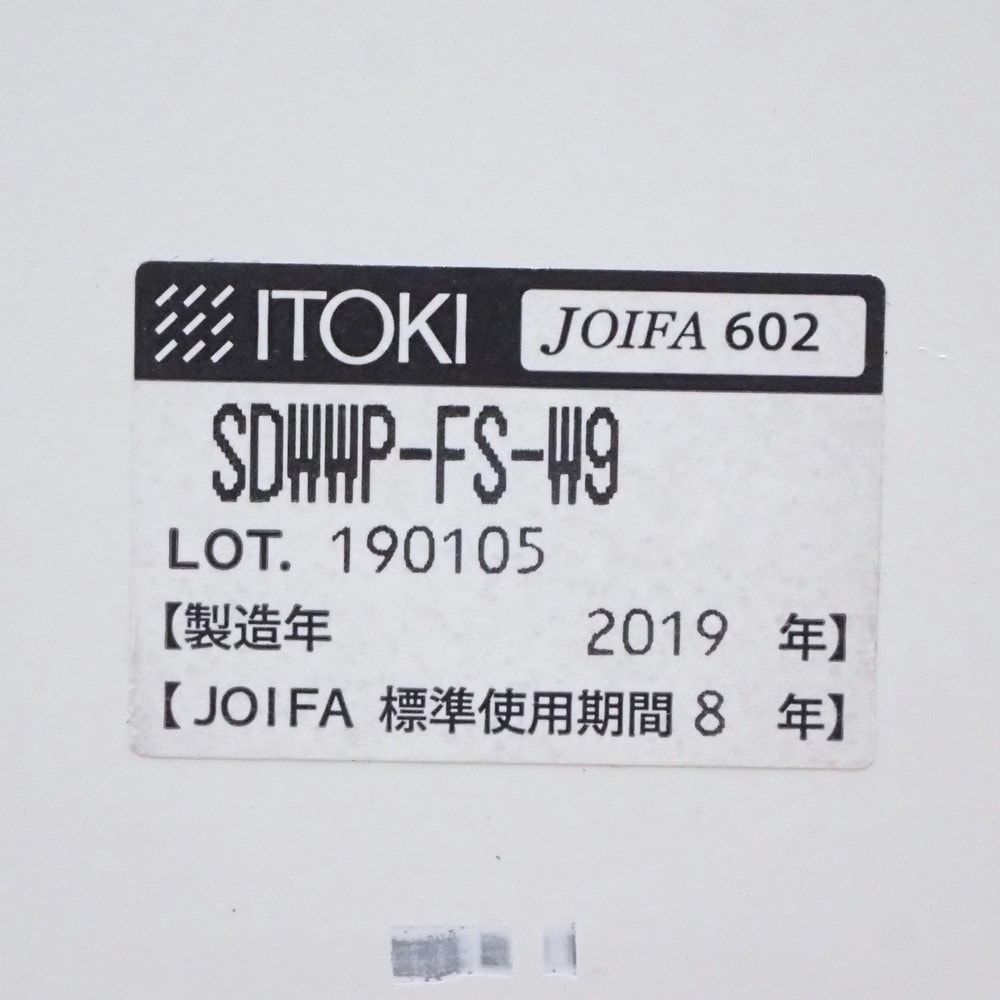 ITOKI JOIFA 602
SDWWP-FS-W9
LOT. 190105
【製造年 2019 年】
【JOIFA 標準使用期間 8 年】